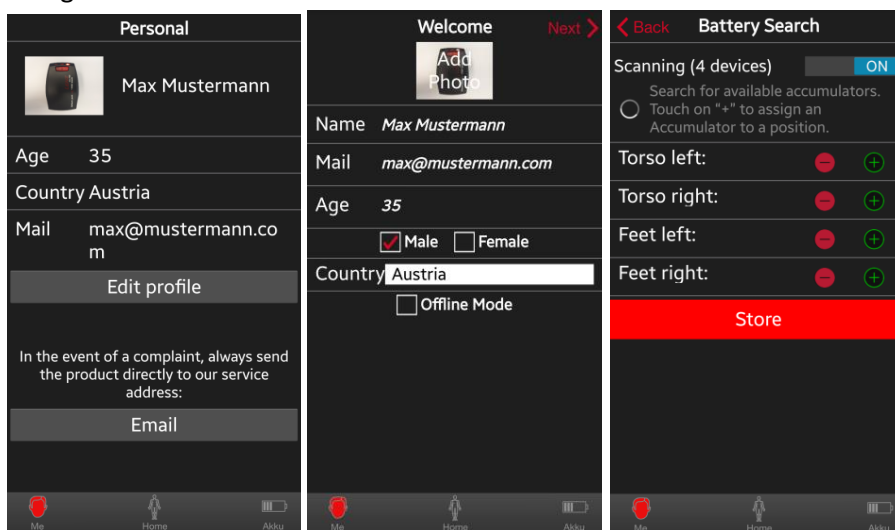 Personal
Max Mustermann
Age 35
Country Austria
Mail max@mustermann.co
m
Edit profile
In the event of a complaint, always send
the product directly to our service
address:
Email
Me Home Akku
Welcome Next
Add
Photo
Name Max Mustermann
Mail max@mustermann.com
Age 35
Male Female
Country Austria
Offline Mode
Me Home Akku
Back Battery Search
Scanning (4 devices) ON
Search for available accumulators.
Touch on "+" to assign an
Accumulator to a position.
Torso left:
Torso right:
Feet left:
Feet right:
Store
Me Home Akku